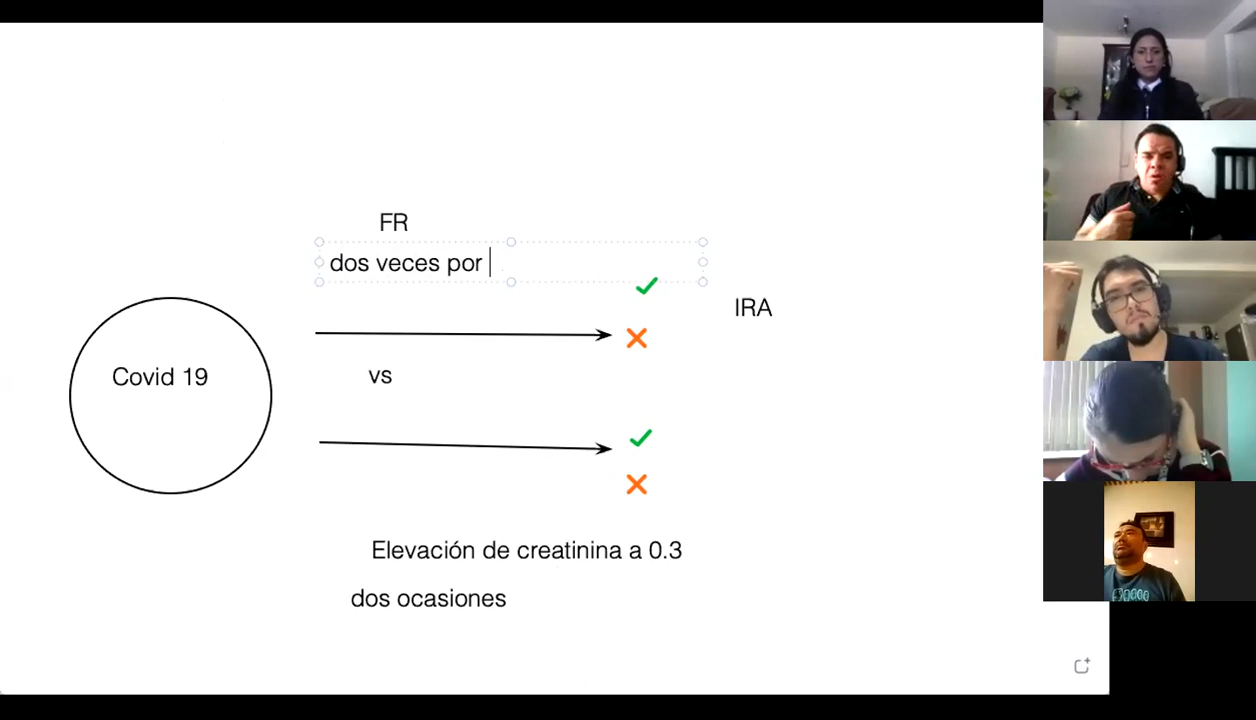 FR
dos veces por
IRA
Covid 19
vs
Elevación de creatinina a 0.3
dos ocasiones